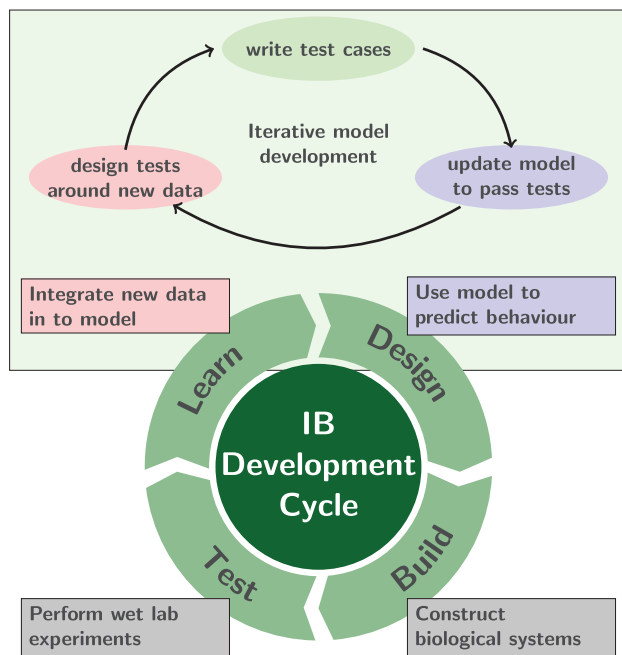 write test cases
Iterative model
development
design tests
around new data
update model
to pass tests
Integrate new data
in to model
Use model to
predict behaviour
Learn
Design
IB
Development
Cycle
Test
Build
Perform wet lab
experiments
Construct
biological systems